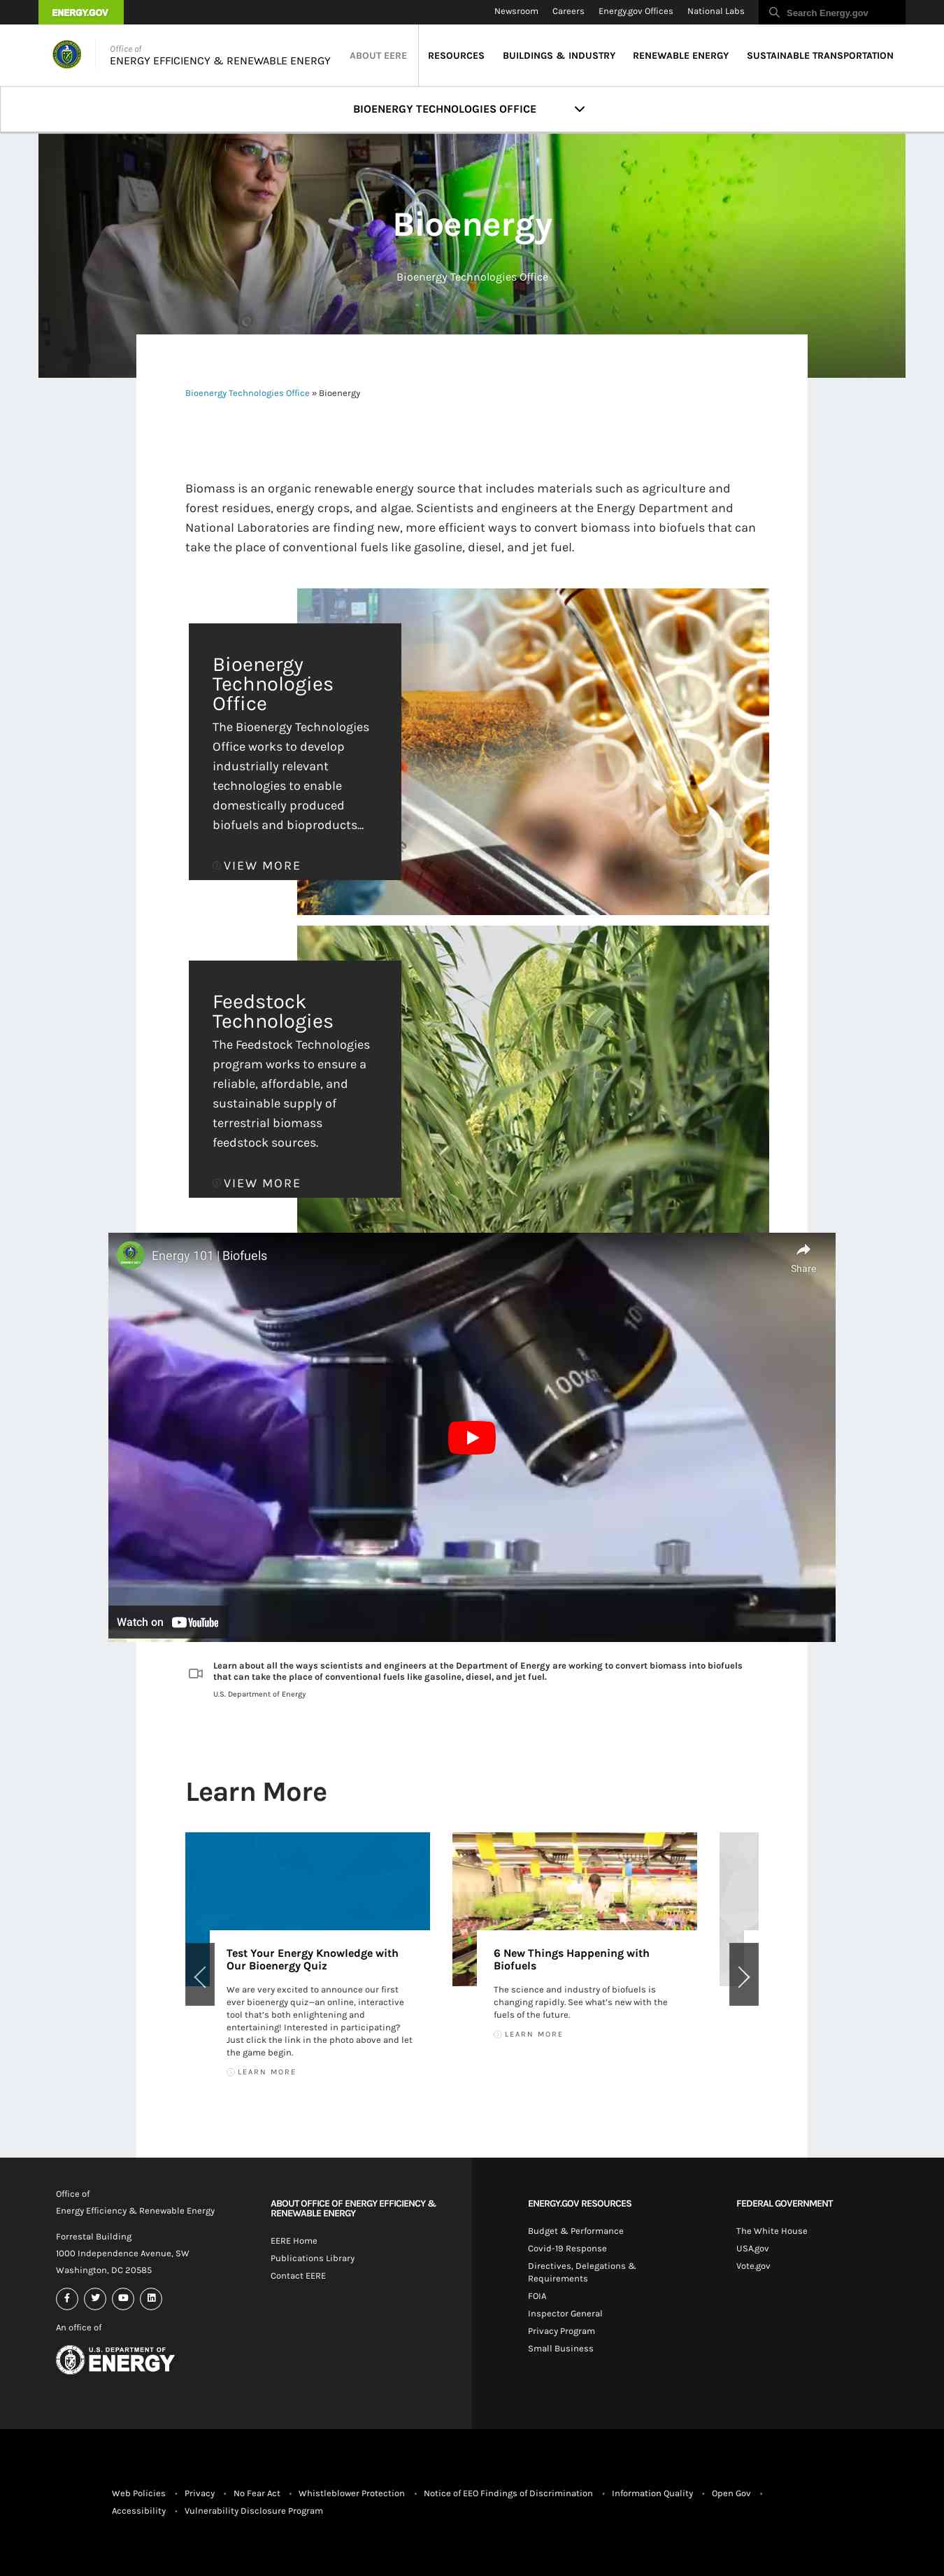 ENERGY.GOV
Newsroom Careers Energy.gov Offices National Labs Search Energy.gov
Office of
ENERGY EFFICIENCY & RENEWABLE ENERGY
ABOUT EERE RESOURCES BUILDINGS & INDUSTRY RENEWABLE ENERGY SUSTAINABLE TRANSPORTATION
BIOENERGY TECHNOLOGIES OFFICE
Bioenergy
Bioenergy Technologies Office
Bioenergy Technologies Office » Bioenergy
Biomass is an organic renewable energy source that includes materials such as agriculture and
forest residues, energy crops, and algae. Scientists and engineers at the Energy Department and
National Laboratories are finding new, more efficient ways to convert biomass into biofuels that can
take the place of conventional fuels like gasoline, diesel, and jet fuel.
Bioenergy
Technologies
Office
The Bioenergy Technologies
Office works to develop
industrially relevant
technologies to enable
domestically produced
biofuels and bioproducts...
VIEW MORE
Feedstock
Technologies
The Feedstock Technologies
program works to ensure a
reliable, affordable, and
sustainable supply of
terrestrial biomass
feedstock sources.
VIEW MORE
Energy 101 | Biofuels
Share
10
100x
Watch on YouTube
Learn about all the ways scientists and engineers at the Department of Energy are working to convert biomass into biofuels
that can take the place of conventional fuels like gasoline, diesel, and jet fuel.
U.S. Department of Energy
Learn More
Test Your Energy Knowledge with
Our Bioenergy Quiz
We are very excited to announce our first
ever bioenergy quiz—an online, interactive
tool that's both enlightening and
entertaining! Interested in participating?
Just click the link in the photo above and let
the game begin.
LEARN MORE
6 New Things Happening with
Biofuels
The science and industry of biofuels is
changing rapidly. See what's new with the
fuels of the future.
LEARN MORE
Office of
Energy Efficiency & Renewable Energy
Forrestal Building
1000 Independence Avenue, SW
Washington, DC 20585
An office of
U.S. DEPARTMENT OF
ENERGY
ABOUT OFFICE OF ENERGY EFFICIENCY &
RENEWABLE ENERGY
EERE Home
Publications Library
Contact EERE
ENERGY.GOV RESOURCES
Budget & Performance
Covid-19 Response
Directives, Delegations &
Requirements
FOIA
Inspector General
Privacy Program
Small Business
FEDERAL GOVERNMENT
The White House
USA.gov
Vote.gov
Web Policies • Privacy • No Fear Act • Whistleblower Protection • Notice of EEO Findings of Discrimination • Information Quality • Open Gov •
Accessibility • Vulnerability Disclosure Program